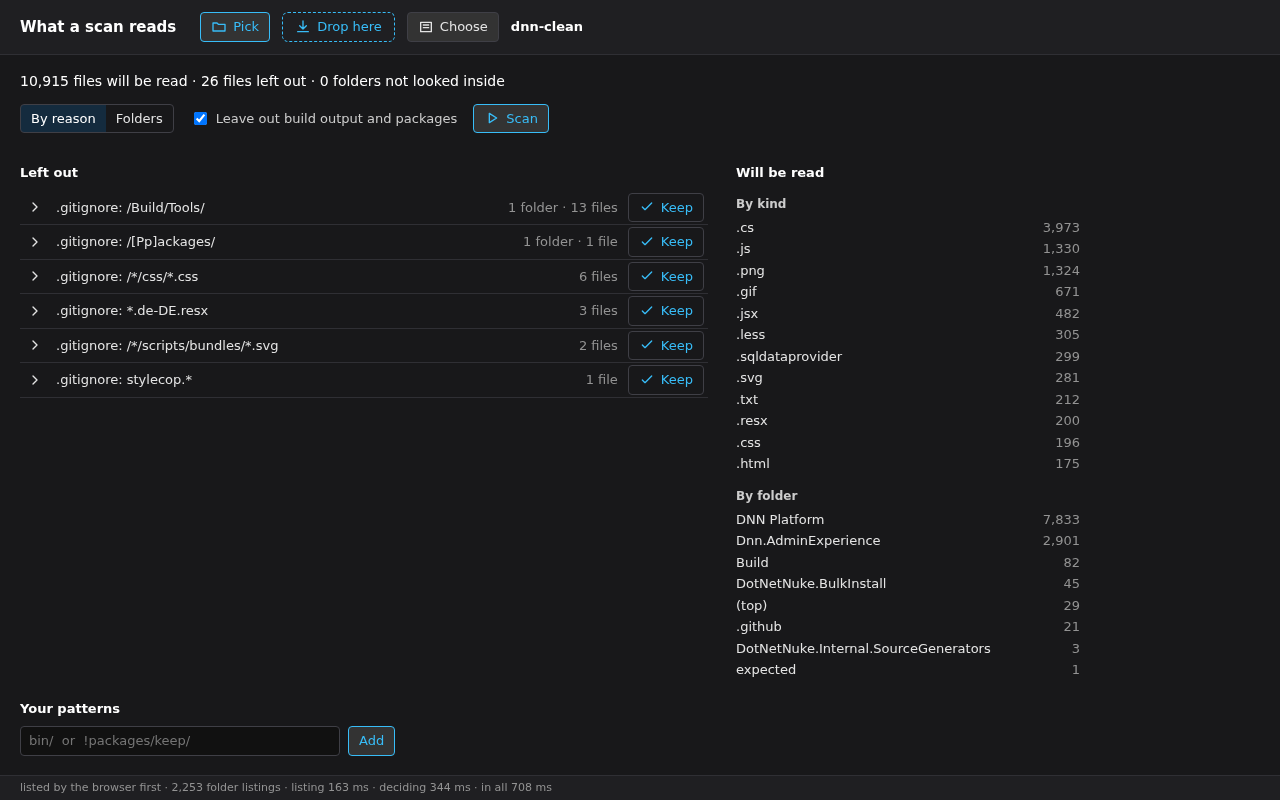 What a scan reads
Pick
Drop here
Choose
dnn-clean
10,915 files will be read · 26 files left out · 0 folders not looked inside
By reason
Folders
Leave out build output and packages
Scan
Left out
.gitignore: /Build/Tools/ 1 folder · 13 files Keep
.gitignore: /[Pp]ackages/ 1 folder · 1 file Keep
.gitignore: /*/css/*.css 6 files Keep
.gitignore: *.de-DE.resx 3 files Keep
.gitignore: /*/scripts/bundles/*.svg 2 files Keep
.gitignore: stylecop.* 1 file Keep
Will be read
By kind
.cs 3,973
.js 1,330
.png 1,324
.gif 671
.jsx 482
.less 305
.sqldataprovider 299
.svg 281
.txt 212
.resx 200
.css 196
.html 175
By folder
DNN Platform 7,833
Dnn.AdminExperience 2,901
Build 82
DotNetNuke.BulkInstall 45
(top) 29
.github 21
DotNetNuke.Internal.SourceGenerators 3
expected 1
Your patterns
bin/ or !packages/keep/
Add
listed by the browser first · 2,253 folder listings · listing 163 ms · deciding 344 ms · in all 708 ms